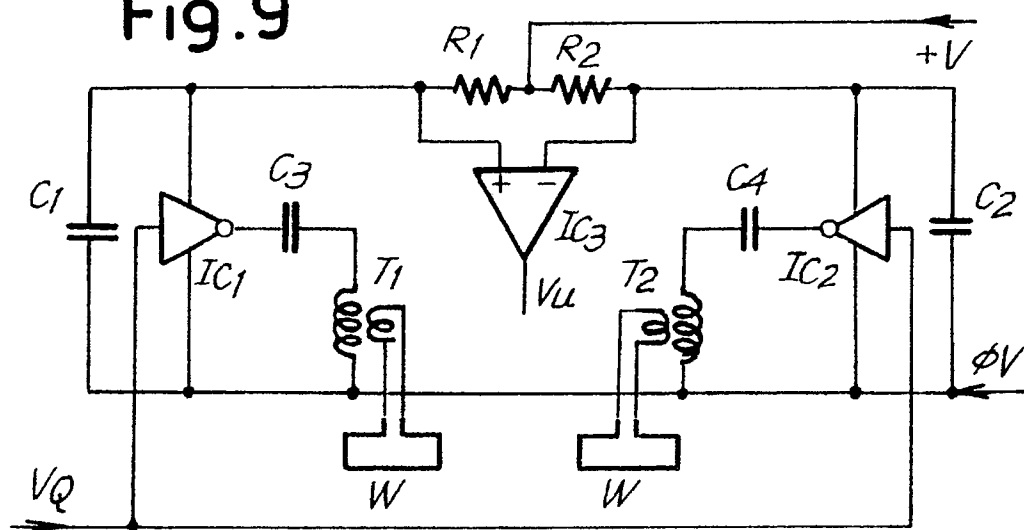 Fig.9
R1
R2
+V
C1
C3
C4
C2
+
−
IC3
IC1
IC2
T1
T2
Vu
φV
W
W
VQ